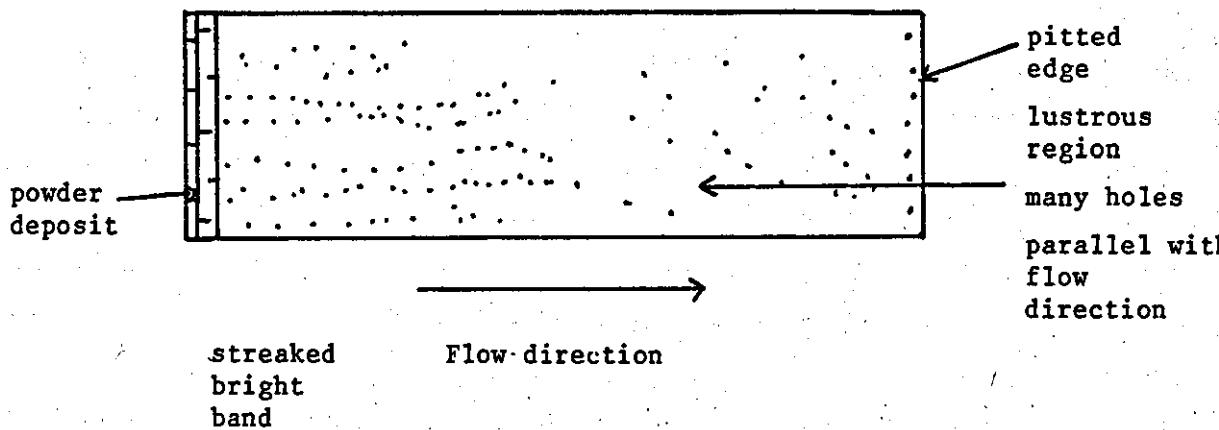 pitted
edge
lustrous
region
many holes
parallel with
flow
direction
powder
deposit
streaked
bright
band
Flow direction